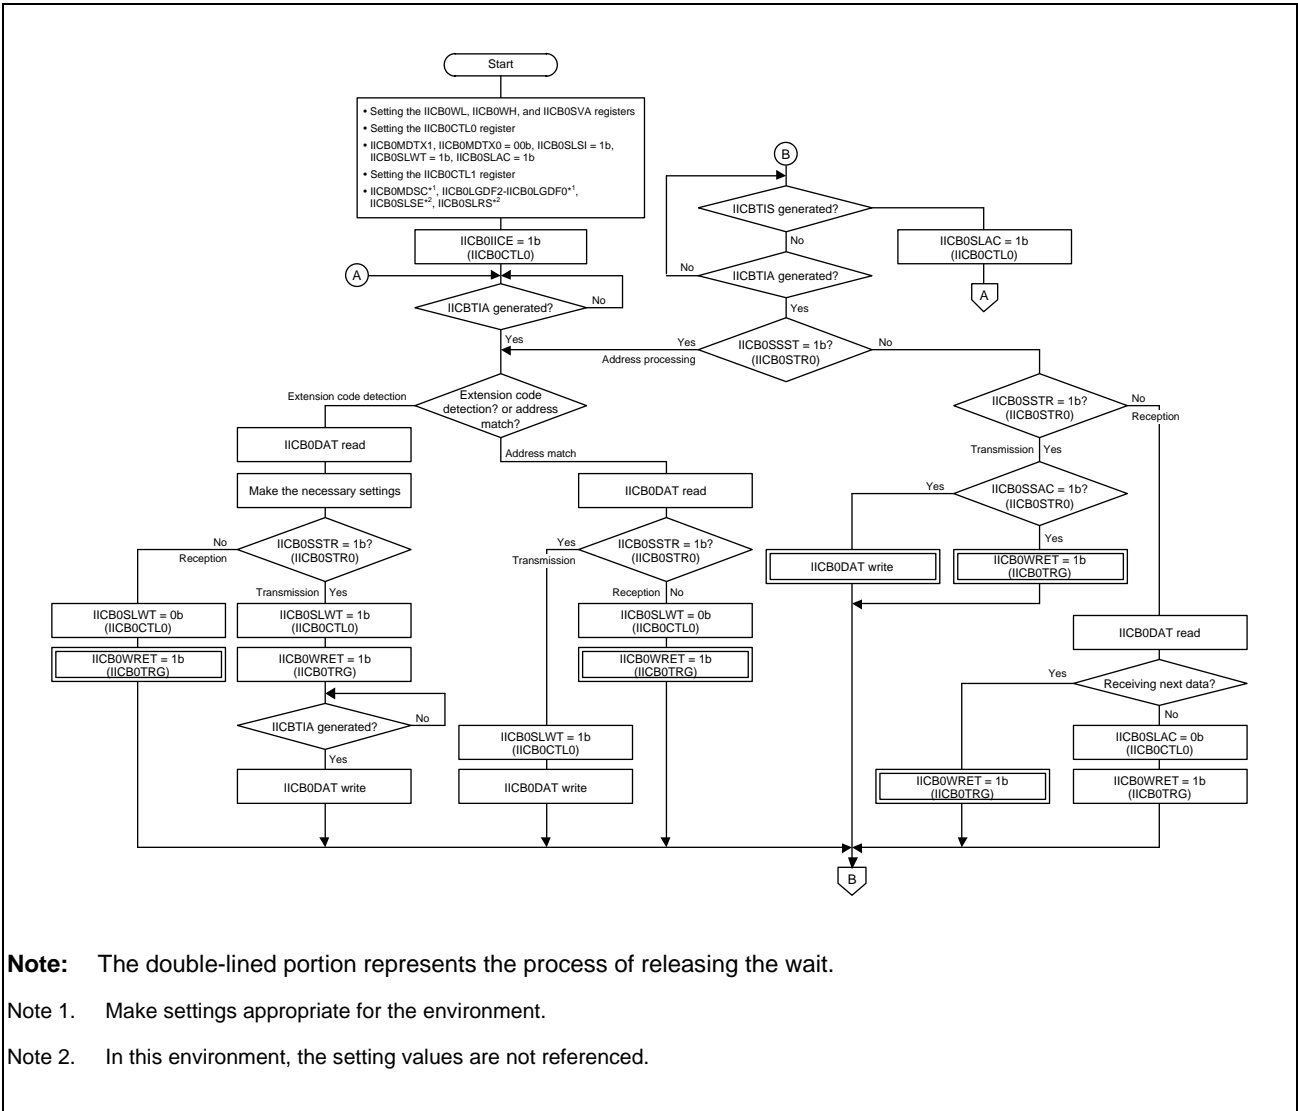 Start
• Setting the IICB0WL, IICB0WH, and IICB0SVA registers
• Setting the IICB0CTL0 register
• IICB0MDTX1, IICB0MDTX0 = 00b, IICB0SLSI = 1b,
IICB0SLWT = 1b, IICB0SLAC = 1b
• Setting the IICB0CTL1 register
• IICB0MDSC*1, IICB0LGDF2-IICB0LGDF0*1,
IICB0SLSE*2, IICB0SLRS*2
IICB0IICE = 1b
(IICB0CTL0)
A
IICBTIA generated?
No
Yes
B
IICBTIS generated?
No
IICB0SLAC = 1b
(IICB0CTL0)
A
No
IICBTIA generated?
Yes
Yes
Address processing
IICB0SSST = 1b?
(IICB0STR0)
No
Extension code detection
Extension code
detection? or address
match?
Address match
IICB0DAT read
Make the necessary settings
No
Reception
IICB0SSTR = 1b?
(IICB0STR0)
Transmission
Yes
IICB0SLWT = 0b
(IICB0CTL0)
IICB0WRET = 1b
(IICB0TRG)
IICB0SLWT = 1b
(IICB0CTL0)
IICB0WRET = 1b
(IICB0TRG)
IICBTIA generated?
No
Yes
IICB0DAT write
IICB0DAT read
Yes
Transmission
IICB0SSTR = 1b?
(IICB0STR0)
Reception
No
IICB0SLWT = 0b
(IICB0CTL0)
IICB0WRET = 1b
(IICB0TRG)
IICB0SLWT = 1b
(IICB0CTL0)
IICB0DAT write
IICB0SSTR = 1b?
(IICB0STR0)
No
Reception
Transmission
Yes
Yes
IICB0SSAC = 1b?
(IICB0STR0)
Yes
IICB0DAT write
IICB0WRET = 1b
(IICB0TRG)
IICB0DAT read
Yes
Receiving next data?
No
IICB0SLAC = 0b
(IICB0CTL0)
IICB0WRET = 1b
(IICB0TRG)
IICB0WRET = 1b
(IICB0TRG)
B
Note: The double-lined portion represents the process of releasing the wait.
Note 1. Make settings appropriate for the environment.
Note 2. In this environment, the setting values are not referenced.